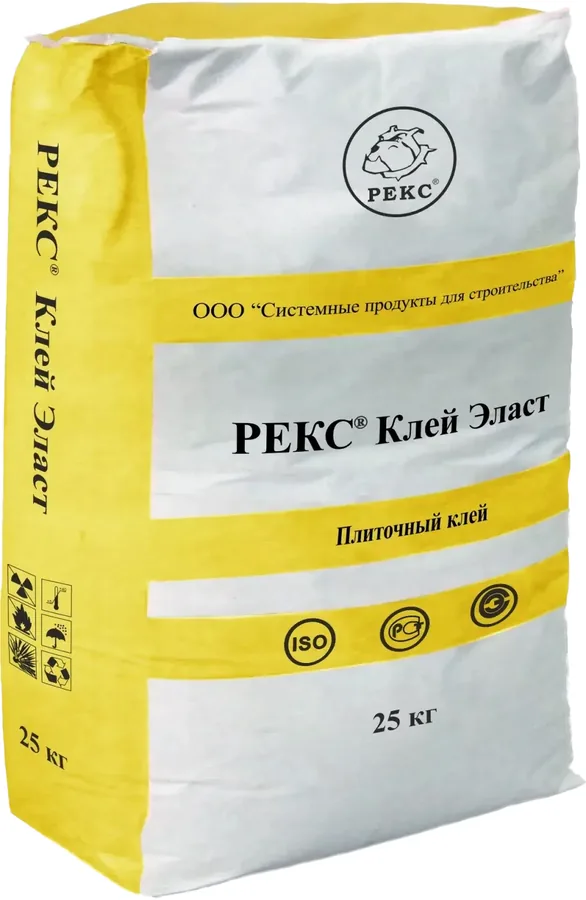 РЕКС®
ООО “Системные продукты для строительства”
РЕКС® Клей Эласт
Плиточный клей
ISO
РСТ
25 кг
РЕКС® Клей Эласт
25 кг